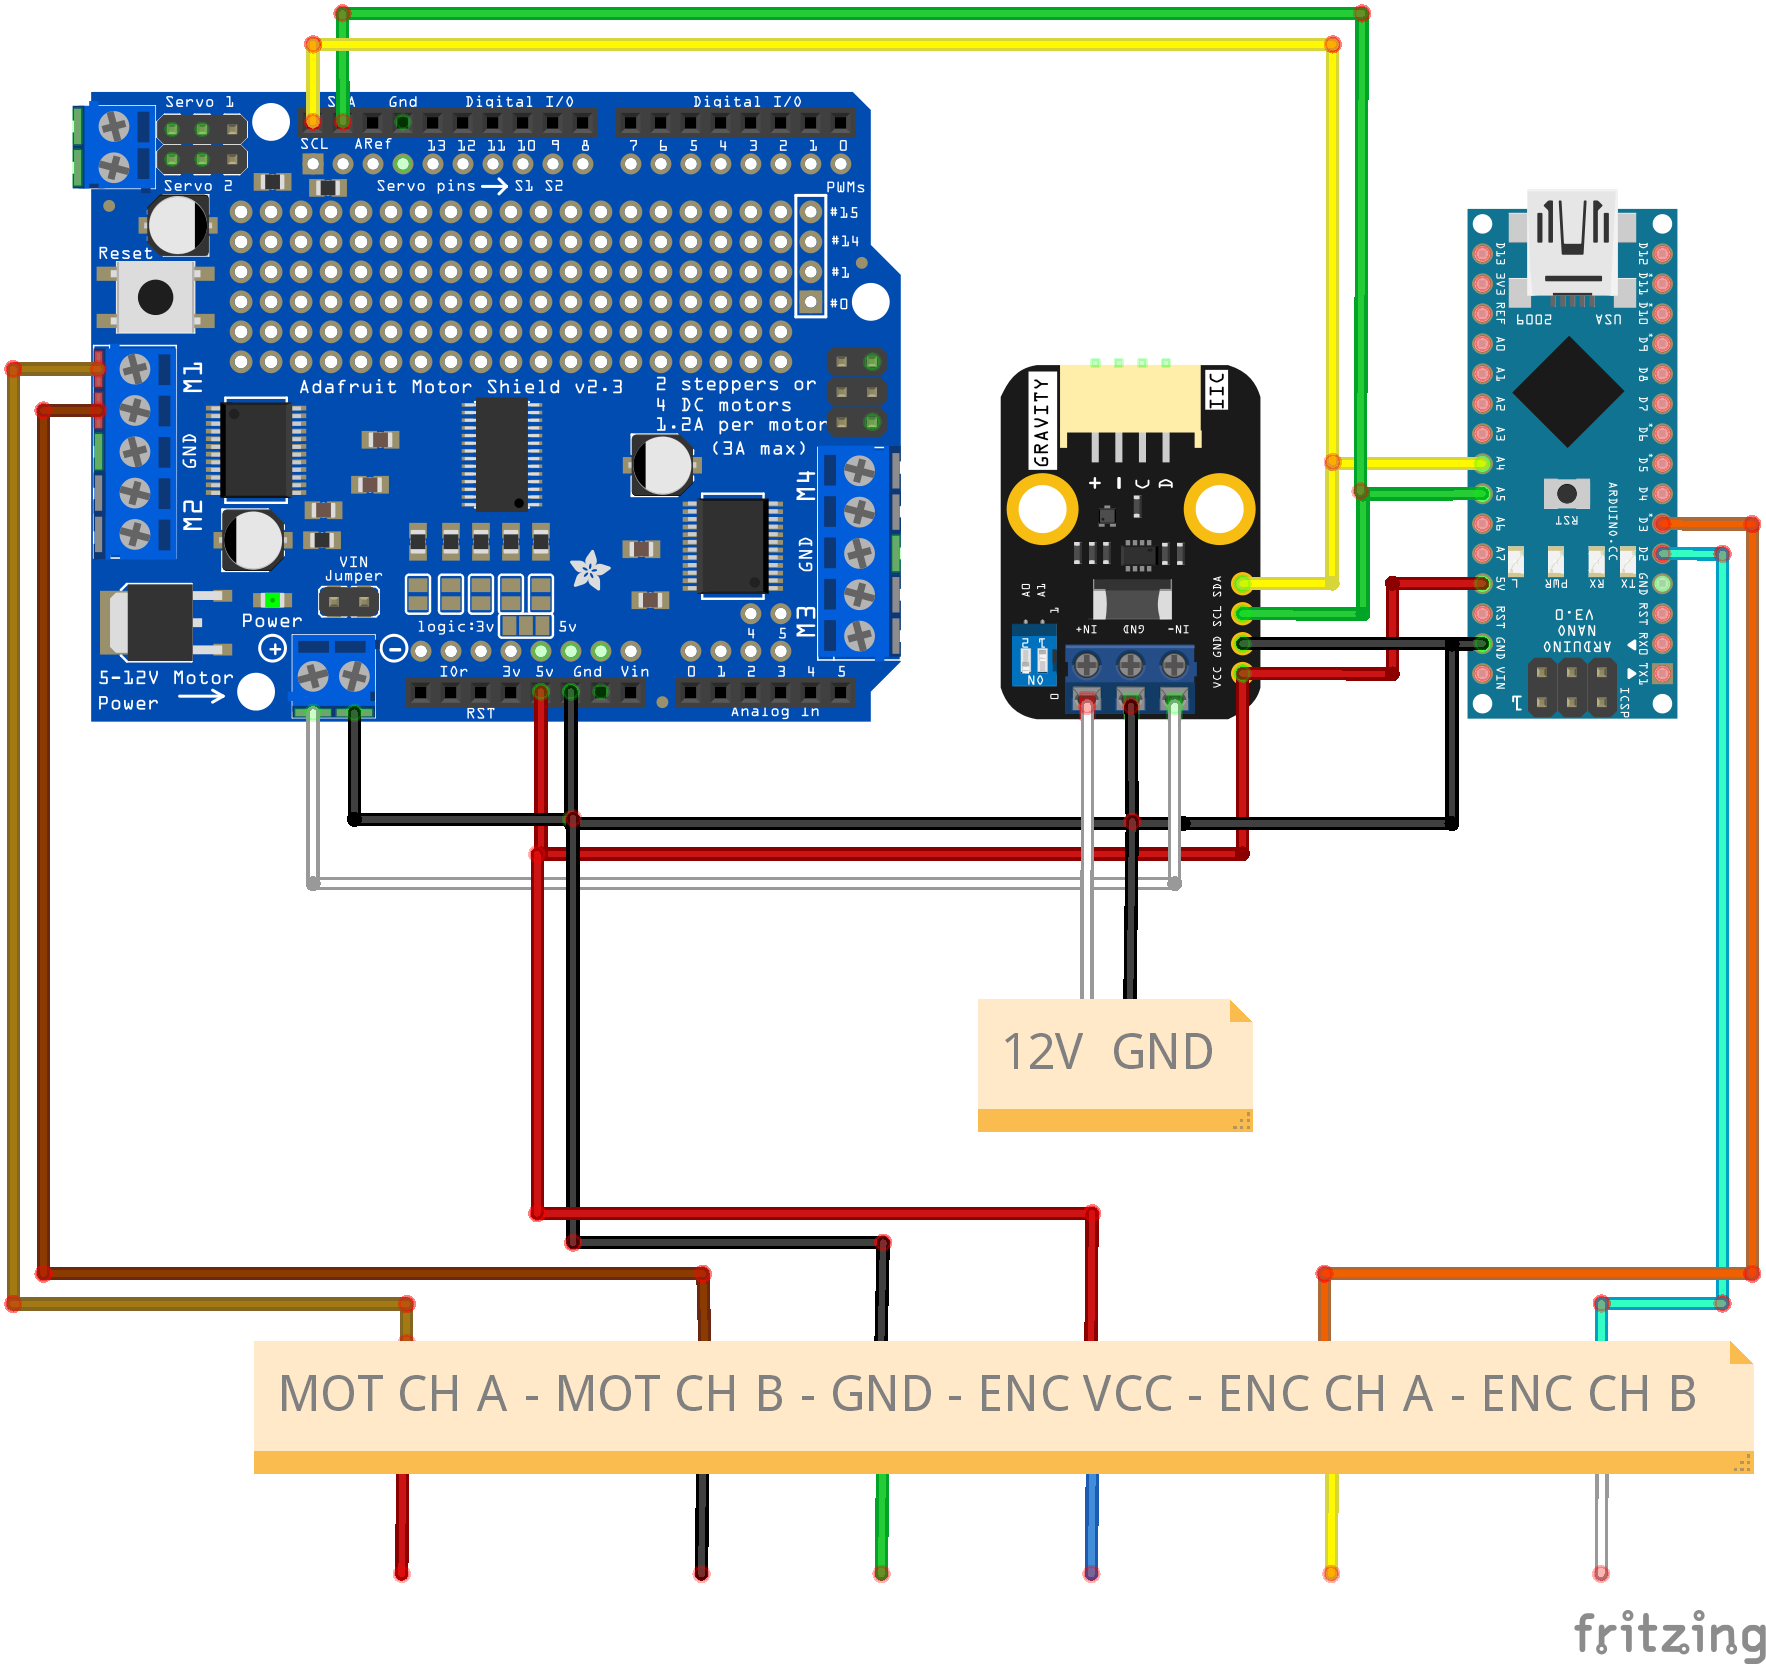 Servo 1
SDA
Gnd
Digital I/O
Digital I/O
SCL
ARef
13 12 11 10 9 8
7 6 5 4 3 2 1 0
Servo 2
Servo pins
S1 S2
PWMs
#15
#14
#1
#0
Reset
M1
GND
M2
Adafruit Motor Shield v2.3
2 steppers or
4 DC motors
1.2A per motor
(3A max)
M4
GND
M3
VIN
Jumper
Power
+
-
logic:3v
5v
4 5
IOr
3v
5v
Gnd
Vin
0 1 2 3 4 5
RST
Analog In
5-12V Motor
Power
GRAVITY
IIC
+ - C D
A0
A1
1
0
1 2
ON
IN+
GND
IN-
SDA
SCL
GND
VCC
D13
3V3
REF
A0
A1
A2
A3
A4
A5
A6
A7
5V
RST
GND
VIN
D12
D11
D10
D9
D8
D7
D6
D5
D4
D3
D2
GND
RST
RX0
TX1
USA
2009
RST
ARDUINO.CC
TX
RX
PWR
L
ARDUINO
NANO
V3.0
ICSP
1
12V GND
MOT CH A - MOT CH B - GND - ENC VCC - ENC CH A - ENC CH B
fritzing